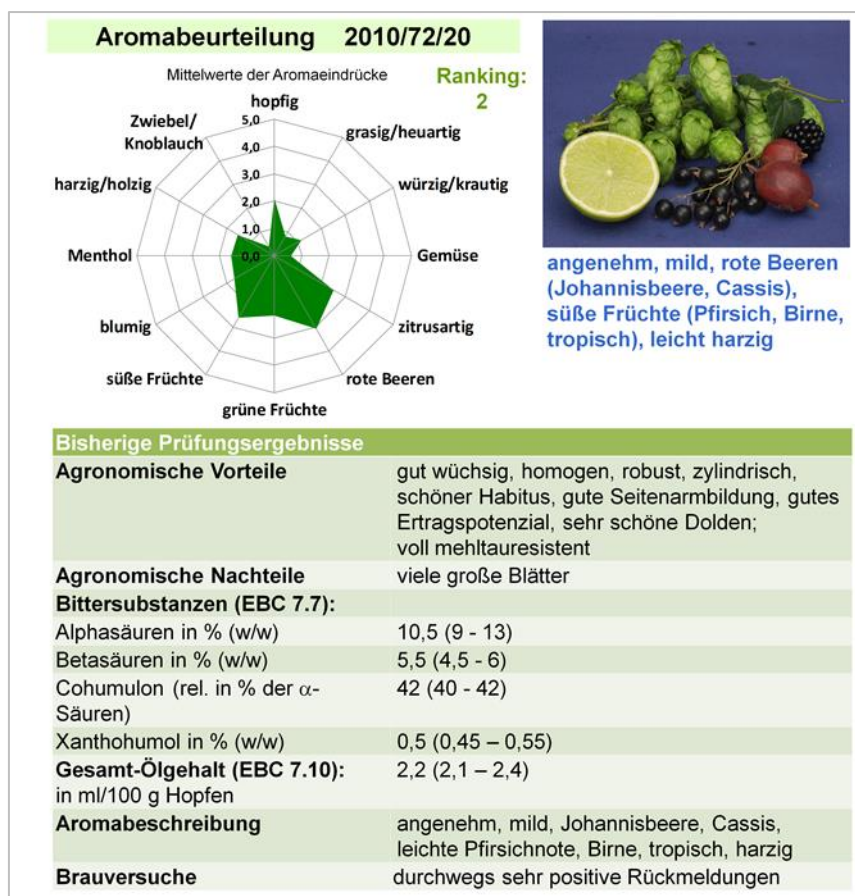 Aromabeurteilung 2010/72/20
Mittelwerte der Aromaeindrücke
Ranking:
2
hopfig
grasig/heuartig
würzig/krautig
Gemüse
zitrusartig
rote Beeren
grüne Früchte
süße Früchte
blumig
Menthol
harzig/holzig
Zwiebel/
Knoblauch
5,0
4,0
3,0
2,0
1,0
0,0
angenehm, mild, rote Beeren
(Johannisbeere, Cassis),
süße Früchte (Pfirsich, Birne,
tropisch), leicht harzig
Bisherige Prüfungsergebnisse
Agronomische Vorteile gut wüchsig, homogen, robust, zylindrisch,
schöner Habitus, gute Seitenarmbildung, gutes
Ertragspotenzial, sehr schöne Dolden;
voll mehltauresistent
Agronomische Nachteile viele große Blätter
Bittersubstanzen (EBC 7.7):
Alphasäuren in % (w/w) 10,5 (9 - 13)
Betasäuren in % (w/w) 5,5 (4,5 - 6)
Cohumulon (rel. in % der α- 42 (40 - 42)
Säuren)
Xanthohumol in % (w/w) 0,5 (0,45 – 0,55)
Gesamt-Ölgehalt (EBC 7.10): 2,2 (2,1 – 2,4)
in ml/100 g Hopfen
Aromabeschreibung angenehm, mild, Johannisbeere, Cassis,
leichte Pfirsichnote, Birne, tropisch, harzig
Brauversuche durchwegs sehr positive Rückmeldungen